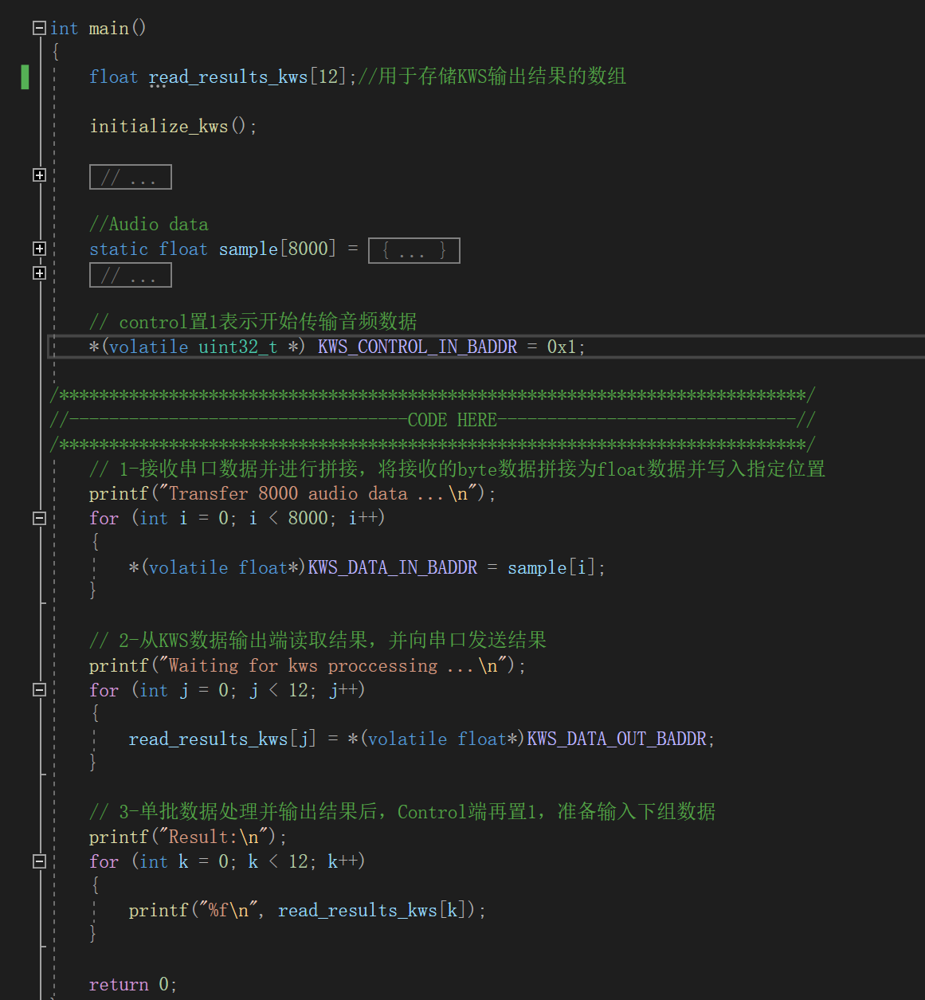 int main()
{
float read_results_kws[12];//用于存储KWS输出结果的数组
initialize_kws();
// ...
//Audio data
static float sample[8000] = { ... }
// ...
// control置1表示开始传输音频数据
*(volatile uint32_t *) KWS_CONTROL_IN_BADDR = 0x1;
/***************************************************************************/
//----------------------------------CODE HERE------------------------------//
/***************************************************************************/
// 1-接收串口数据并进行拼接，将接收的byte数据拼接为float数据并写入指定位置
printf("Transfer 8000 audio data ...\n");
for (int i = 0; i < 8000; i++)
{
*(volatile float*)KWS_DATA_IN_BADDR = sample[i];
}
// 2-从KWS数据输出端读取结果，并向串口发送结果
printf("Waiting for kws proccessing ...\n");
for (int j = 0; j < 12; j++)
{
read_results_kws[j] = *(volatile float*)KWS_DATA_OUT_BADDR;
}
// 3-单批数据处理并输出结果后，Control端再置1，准备输入下组数据
printf("Result:\n");
for (int k = 0; k < 12; k++)
{
printf("%f\n", read_results_kws[k]);
}
return 0;